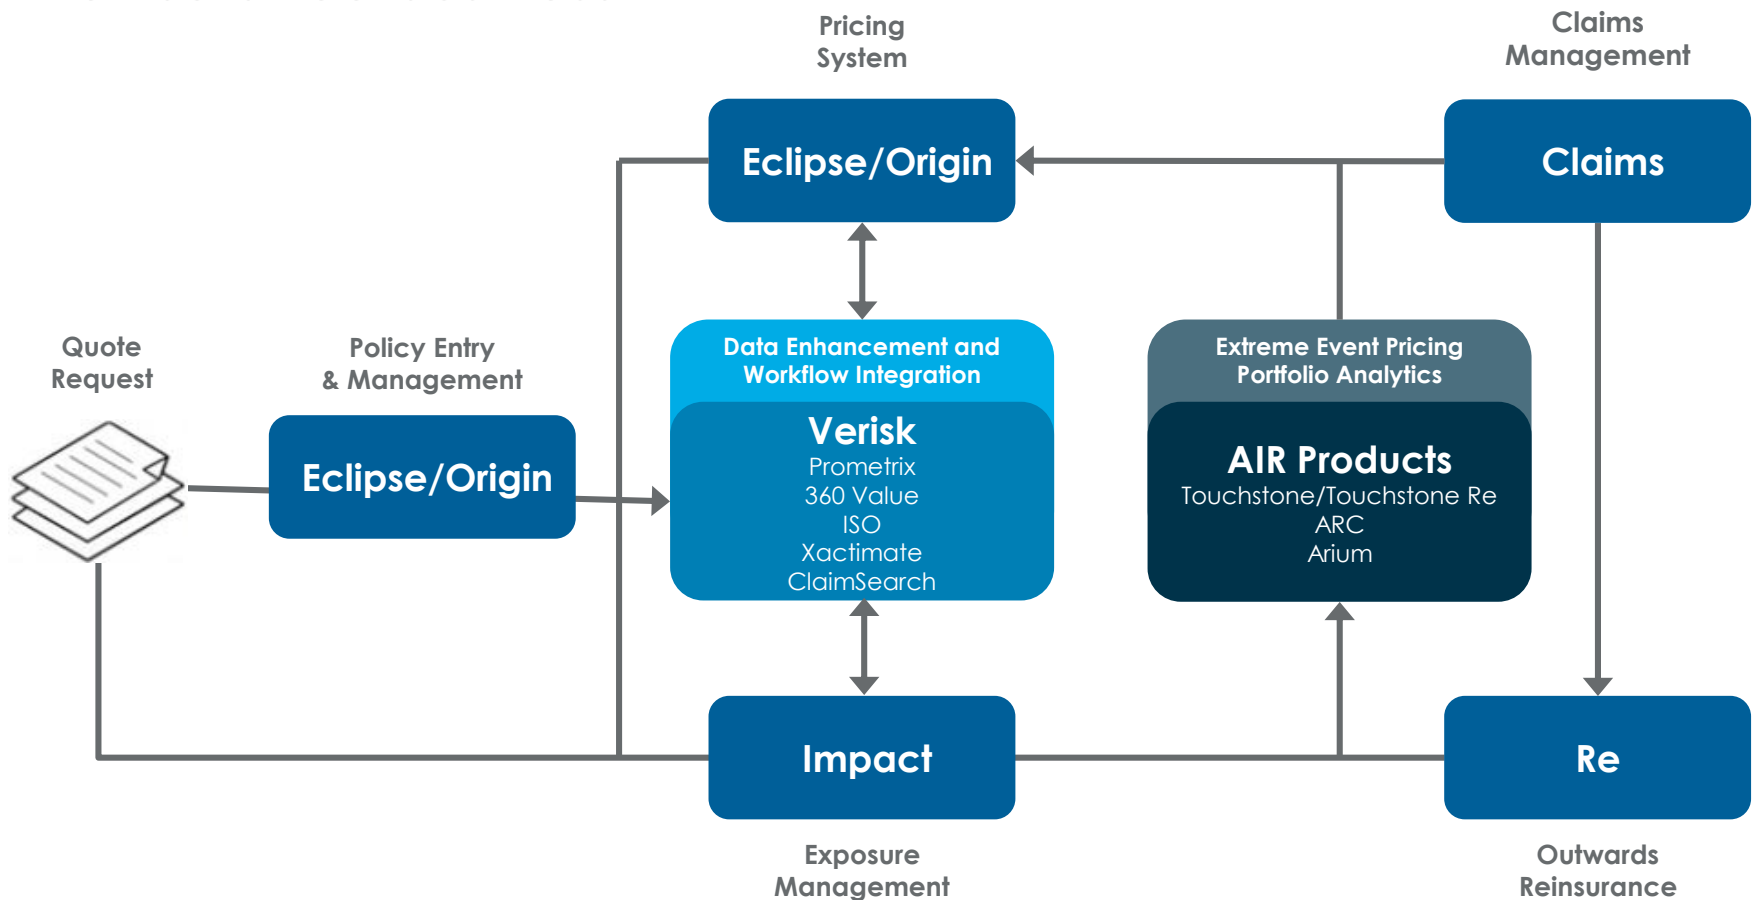 Pricing
System
Claims
Management
Eclipse/Origin
Claims
Quote
Request
Policy Entry
& Management
Eclipse/Origin
Data Enhancement and
Workflow Integration
Verisk
Prometrix
360 Value
ISO
Xactimate
ClaimSearch
Extreme Event Pricing
Portfolio Analytics
AIR Products
Touchstone/Touchstone Re
ARC
Arium
Impact
Re
Exposure
Management
Outwards
Reinsurance